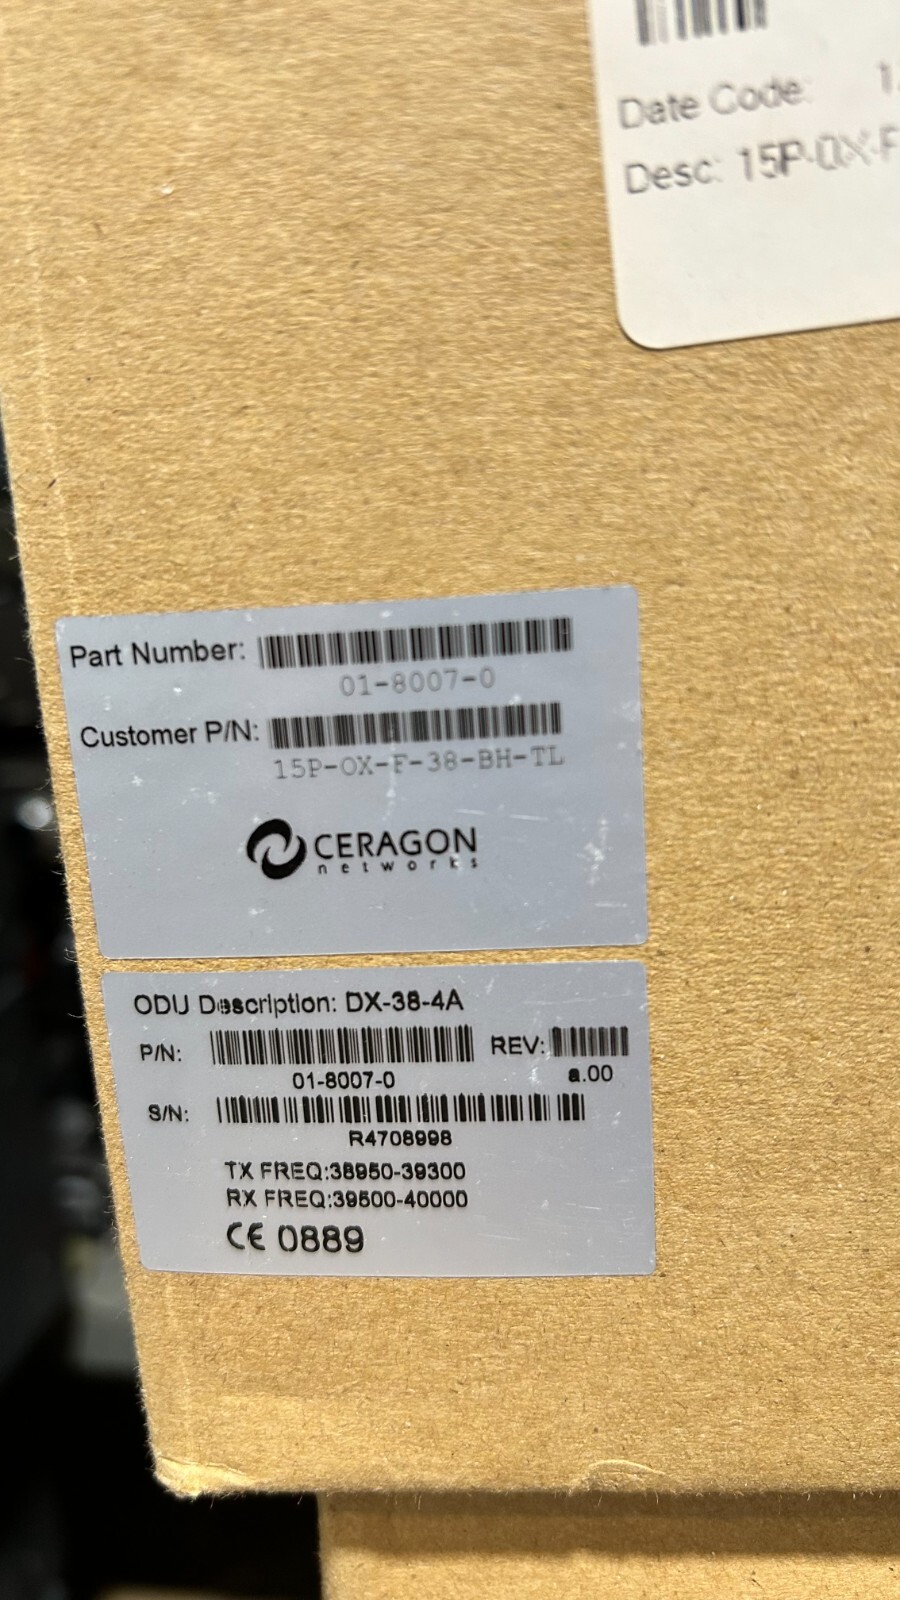 Date Code:
Desc: 15P-OX-F
Part Number:
01-8007-0
Customer P/N:
15P-OX-F-38-BH-TL
CERAGON
networks
ODU Description: DX-38-4A
P/N: REV:
01-8007-0 a.00
S/N:
R4708998
TX FREQ:38950-39300
RX FREQ:39600-40000
CE 0889